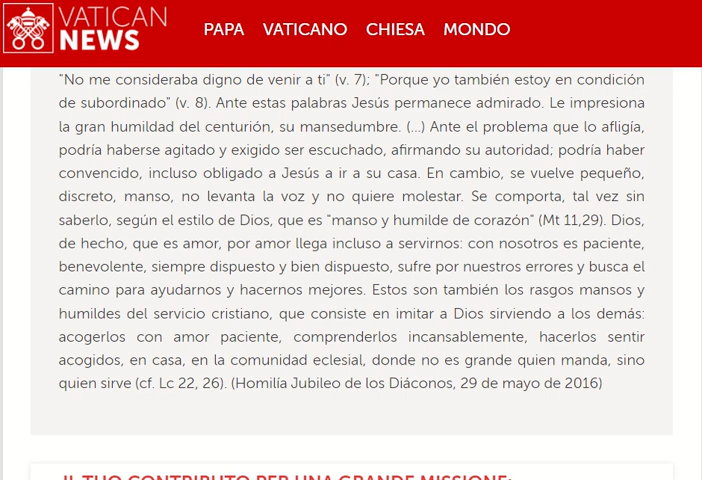 VATICAN
NEWS
PAPA VATICANO CHIESA MONDO
"No me consideraba digno de venir a ti" (v. 7); "Porque yo también estoy en condición
de subordinado" (v. 8). Ante estas palabras Jesús permanece admirado. Le impresiona
la gran humildad del centurión, su mansedumbre. (...) Ante el problema que lo afligía,
podría haberse agitado y exigido ser escuchado, afirmando su autoridad; podría haber
convencido, incluso obligado a Jesús a ir a su casa. En cambio, se vuelve pequeño,
discreto, manso, no levanta la voz y no quiere molestar. Se comporta, tal vez sin
saberlo, según el estilo de Dios, que es "manso y humilde de corazón" (Mt 11,29). Dios,
de hecho, que es amor, por amor llega incluso a servirnos: con nosotros es paciente,
benevolente, siempre dispuesto y bien dispuesto, sufre por nuestros errores y busca el
camino para ayudarnos y hacernos mejores. Estos son también los rasgos mansos y
humildes del servicio cristiano, que consiste en imitar a Dios sirviendo a los demás:
acogerlos con amor paciente, comprenderlos incansablemente, hacerlos sentir
acogidos, en casa, en la comunidad eclesial, donde no es grande quien manda, sino
quien sirve (cf. Lc 22, 26). (Homilía Jubileo de los Diáconos, 29 de mayo de 2016)
IL TUO CONTRIBUTO PER UNA GRANDE MISSIONE: